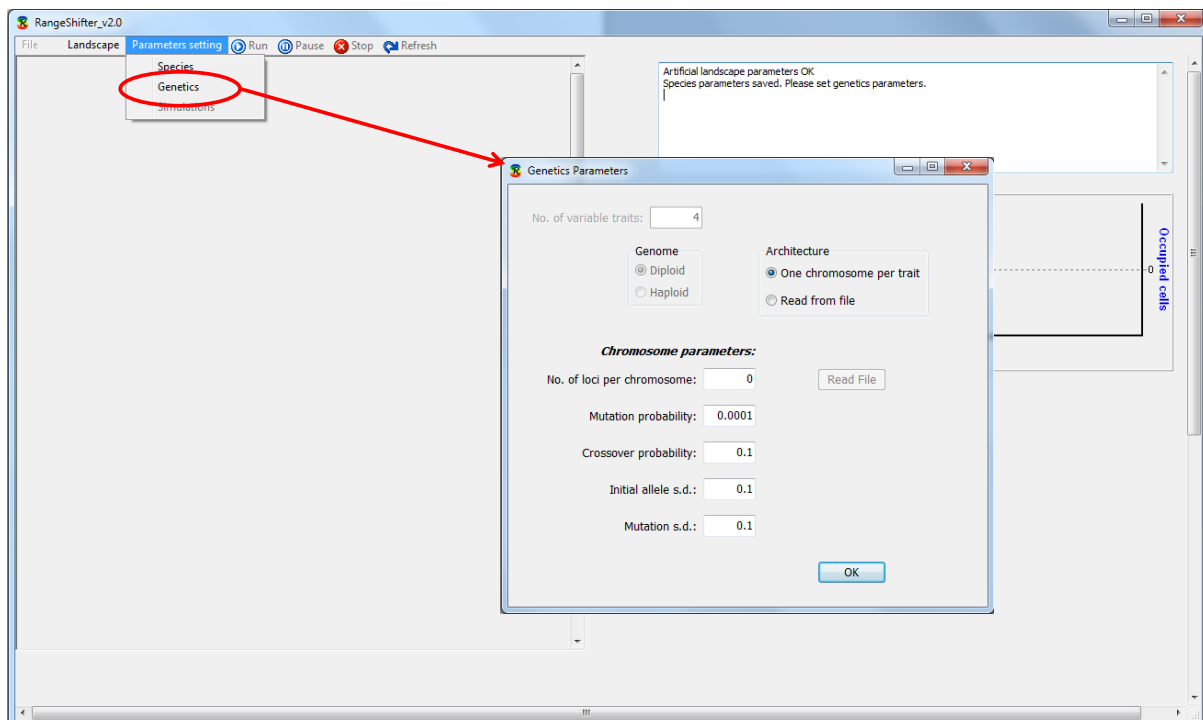 RangeShifter_v2.0
File Landscape Parameters setting Run Pause Stop Refresh
Species
Genetics
Simulations
Artificial landscape parameters OK
Species parameters saved. Please set genetics parameters.
Genetics Parameters
No. of variable traits: 4
Genome
Diploid
Haploid
Architecture
One chromosome per trait
Read from file
Chromosome parameters:
No. of loci per chromosome: 0
Read File
Mutation probability: 0.0001
Crossover probability: 0.1
Initial allele s.d.: 0.1
Mutation s.d.: 0.1
OK
0
Occupied cells